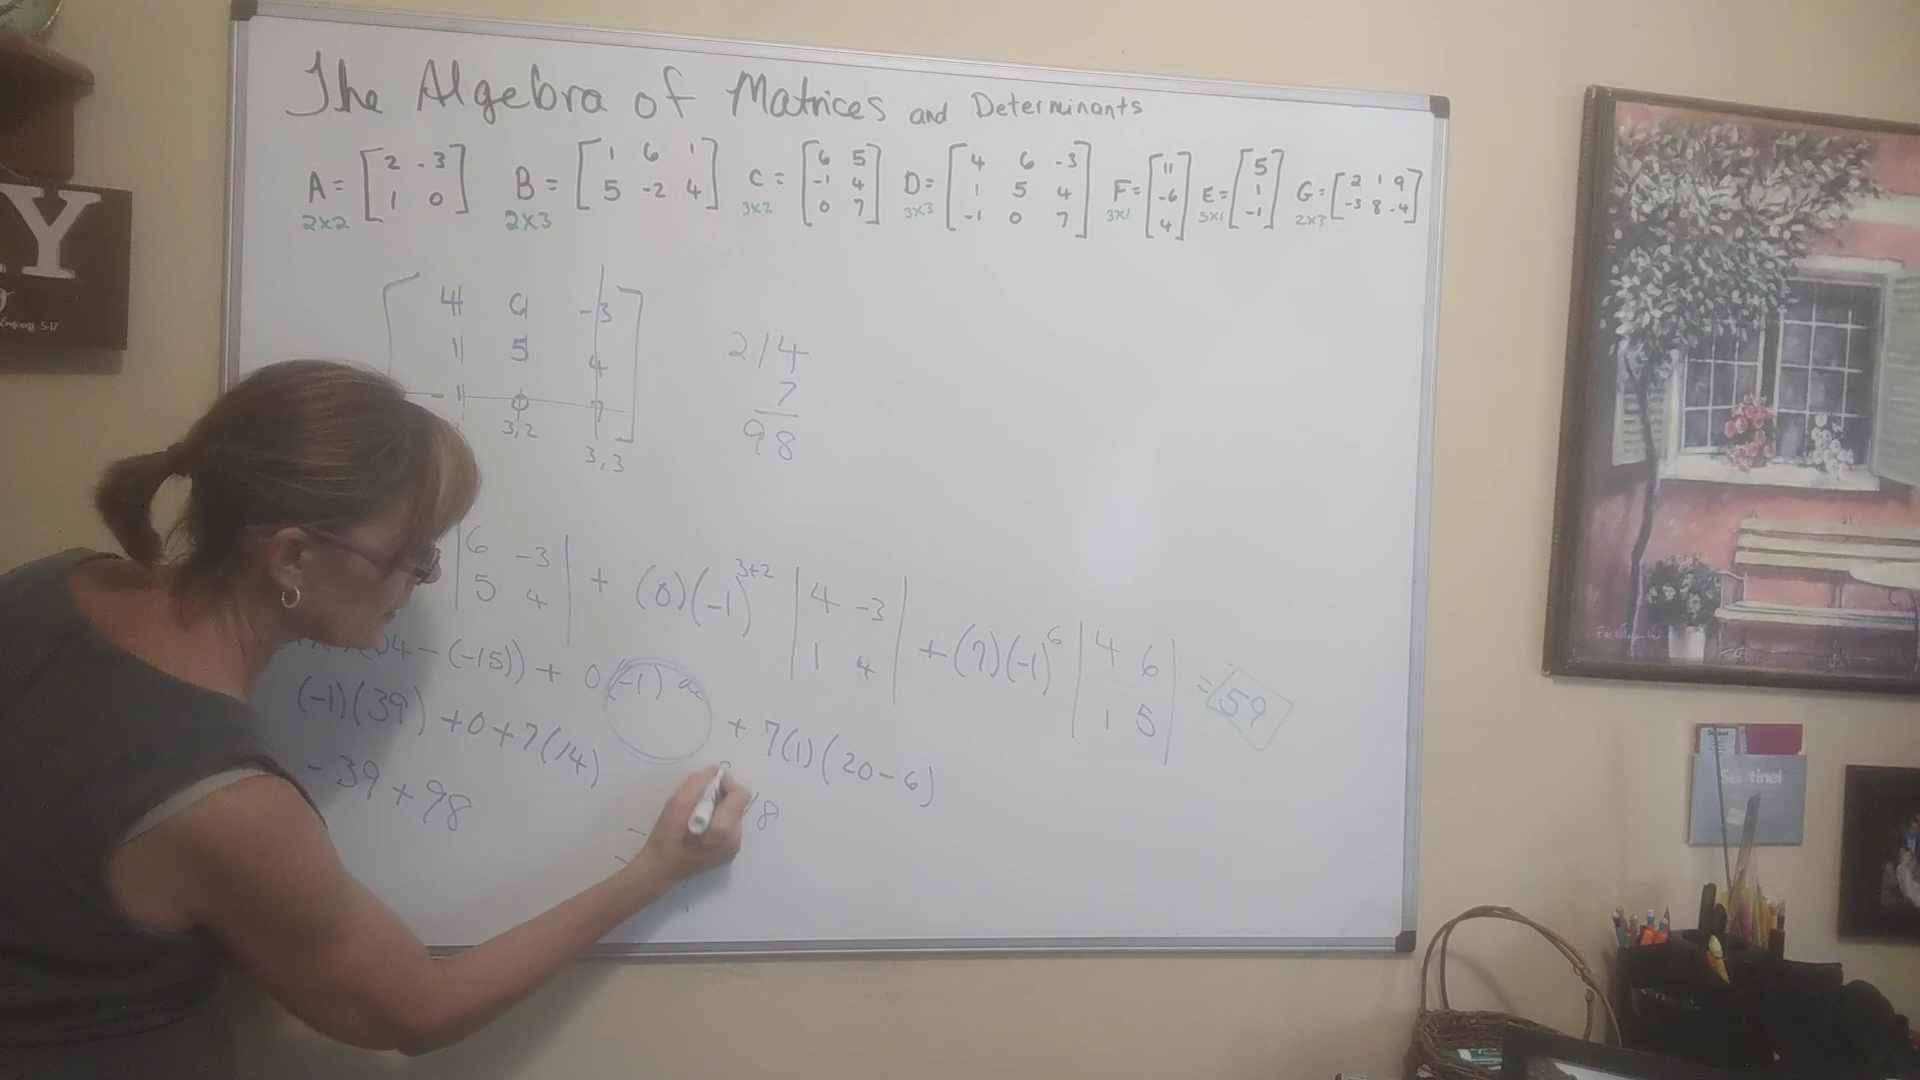 The Algebra of Matrices and Determinants
A = [ 2 -3 B = [ 1 6 1 C = [ 6 5 D = [ 4 6 -3 F = [ 11 E = [ 5 G = [ 2 1 9
1 0 ] 5 -2 4 ] -1 4 1 5 4 -6 1 -3 8 -4 ]
0 7 ] -1 0 7 ] 4 ] -1 ]
2x2 2x3 3x2 3x3 3x1 3x1 2x3
4 -3
1 5 4
-1 0 7
3,2
3,3
214
7
98
| 6 -3 | + (0)(-1)^3+2 | 4 -3 | + (7)(-1)^6 | 4 6 | = 59
| 5 4 | | 1 4 | | 1 5 |
4 - (-15)) + 0(-1) + 7(1)(20-6)
(-1)(39) + 0 + 7(14)
-39 + 98
8
Y
5:17
Sentinel